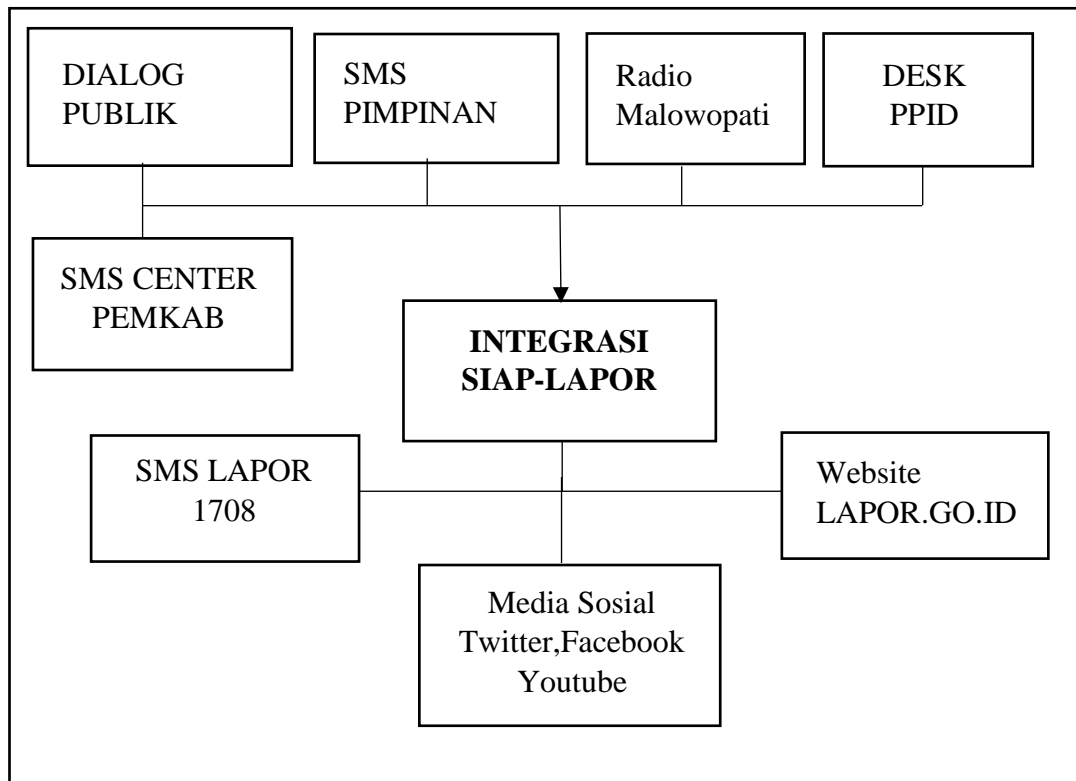 DIALOG
PUBLIK
SMS
PIMPINAN
Radio
Malowopati
DESK
PPID
SMS CENTER
PEMKAB
INTEGRASI
SIAP-LAPOR
SMS LAPOR
1708
Website
LAPOR.GO.ID
Media Sosial
Twitter,Facebook
Youtube